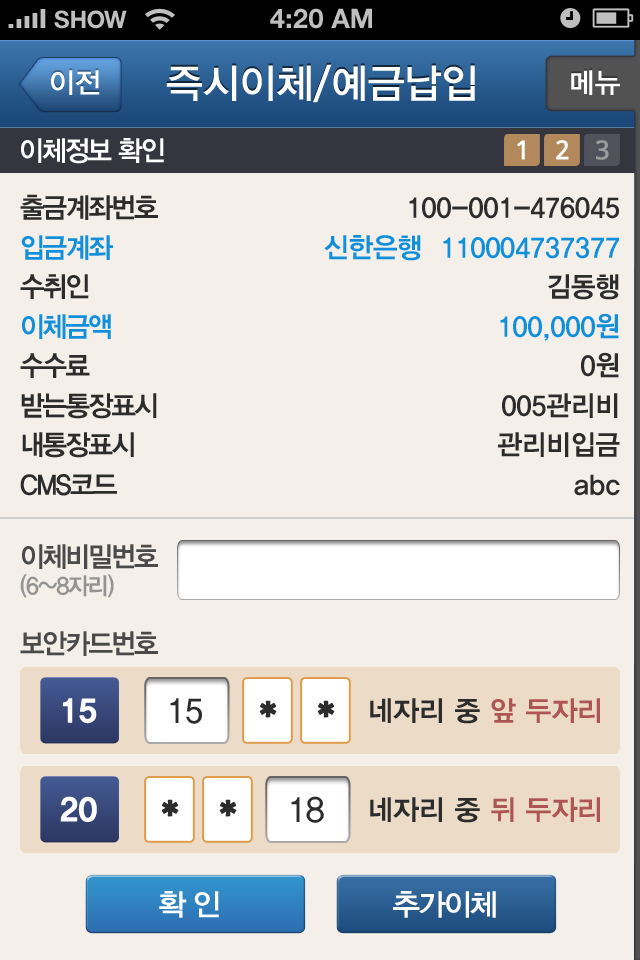 SHOW 4:20 AM
이전 즉시이체/예금납입 메뉴
이체정보 확인 1 2 3
출금계좌번호 100-001-476045
입금계좌 신한은행 110004737377
수취인 김동행
이체금액 100,000원
수수료 0원
받는통장표시 005관리비
내통장표시 관리비입금
CMS코드 abc
이체비밀번호
(6~8자리)
보안카드번호
15 15 * * 네자리 중 앞 두자리
20 * * 18 네자리 중 뒤 두자리
확 인 추가이체